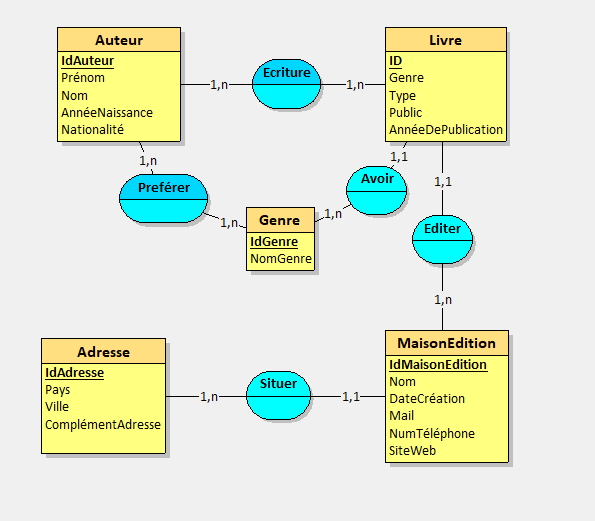 Auteur
IdAuteur
Prénom
Nom
AnnéeNaissance
Nationalité
1,n
Ecriture
1,n
Livre
ID
Genre
Type
Public
AnnéeDePublication
1,n
Preférer
1,n
Genre
IdGenre
NomGenre
1,n
Avoir
1,1
1,1
Editer
1,n
Adresse
IdAdresse
Pays
Ville
ComplémentAdresse
1,n
Situer
1,1
MaisonEdition
IdMaisonEdition
Nom
DateCréation
Mail
NumTéléphone
SiteWeb